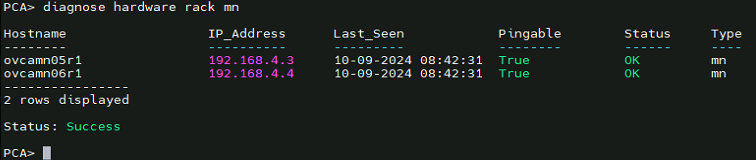 PCA> diagnose hardware rack mn
Hostname IP_Address Last_Seen Pingable Status Type
-------- ---------- --------- -------- ------ ----
ovcamn05r1 192.168.4.3 10-09-2024 08:42:31 True OK mn
ovcamn06r1 192.168.4.4 10-09-2024 08:42:31 True OK mn
----------------
2 rows displayed
Status: Success
PCA>